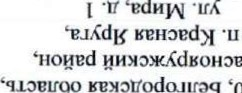 0, Белгородская область,
аснояружский район,
п. Красная Яруга,
ул. Мира, д. 1